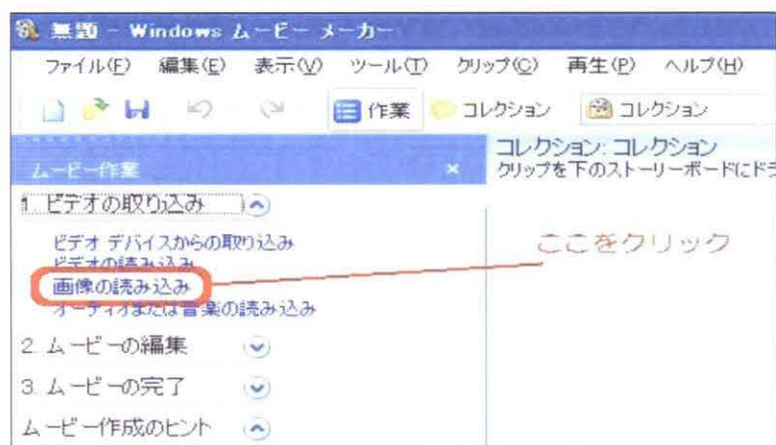 無題 - Windows ムービー メーカー
ファイル(F) 編集(E) 表示(V) ツール(T) クリップ(C) 再生(P) ヘルプ(H)
作業 コレクション コレクション
ムービー作業 ×
コレクション: コレクション
クリップを下のストーリーボードにドラ
1. ビデオの取り込み
ビデオ デバイスからの取り込み
ビデオの読み込み
画像の読み込み
オーディオまたは音楽の読み込み
ここをクリック
2. ムービーの編集
3. ムービーの完了
ムービー作成のヒント